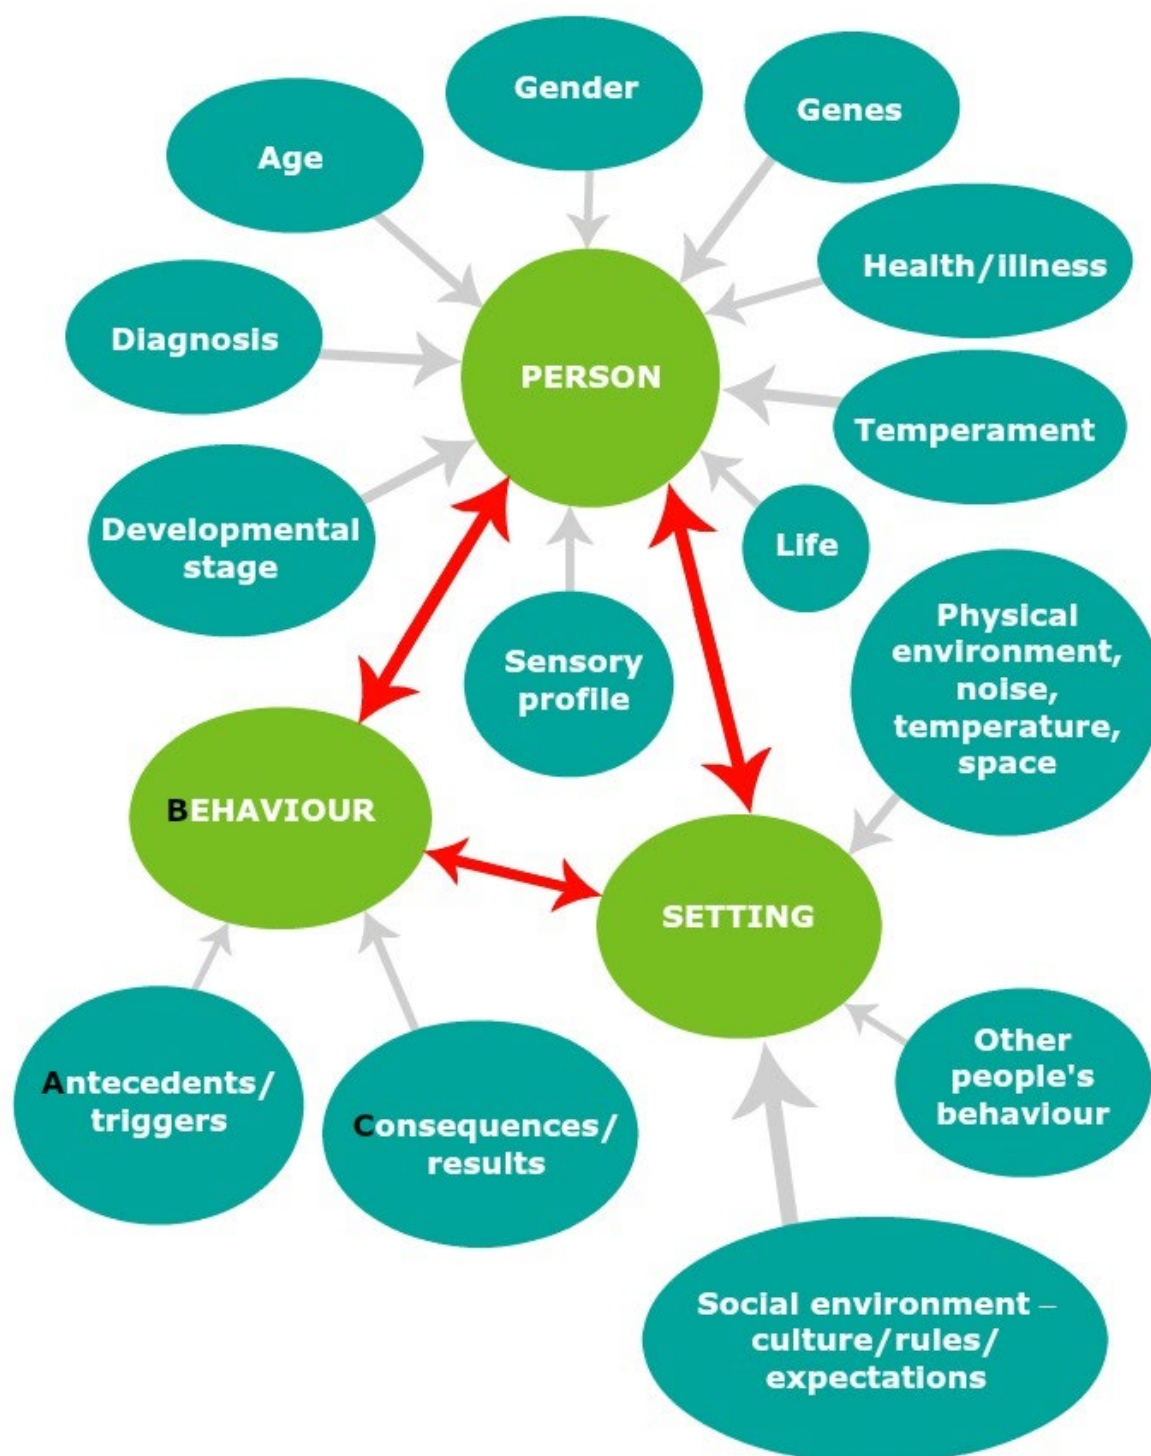 Gender
Genes
Age
Health/illness
Diagnosis
PERSON
Temperament
Developmental
stage
Life
Sensory
profile
Physical
environment,
noise,
temperature,
space
BEHAVIOUR
SETTING
Antecedents/
triggers
Consequences/
results
Other
people's
behaviour
Social environment –
culture/rules/
expectations